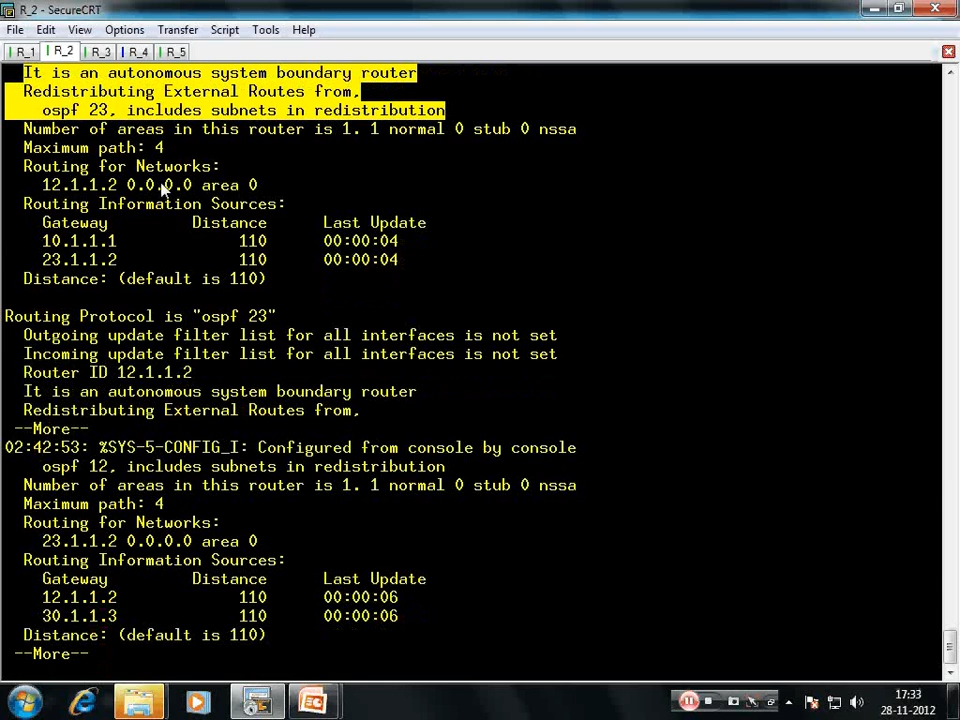 R_2 - SecureCRT
File Edit View Options Transfer Script Tools Help
R_1 R_2 R_3 R_4 R_5
It is an autonomous system boundary router
Redistributing External Routes from,
ospf 23, includes subnets in redistribution
Number of areas in this router is 1. 1 normal 0 stub 0 nssa
Maximum path: 4
Routing for Networks:
12.1.1.2 0.0.0.0 area 0
Routing Information Sources:
Gateway Distance Last Update
10.1.1.1 110 00:00:04
23.1.1.2 110 00:00:04
Distance: (default is 110)
Routing Protocol is "ospf 23"
Outgoing update filter list for all interfaces is not set
Incoming update filter list for all interfaces is not set
Router ID 12.1.1.2
It is an autonomous system boundary router
Redistributing External Routes from,
--More--
02:42:53: %SYS-5-CONFIG_I: Configured from console by console
ospf 12, includes subnets in redistribution
Number of areas in this router is 1. 1 normal 0 stub 0 nssa
Maximum path: 4
Routing for Networks:
23.1.1.2 0.0.0.0 area 0
Routing Information Sources:
Gateway Distance Last Update
12.1.1.2 110 00:00:06
30.1.1.3 110 00:00:06
Distance: (default is 110)
--More--
17:33
28-11-2012